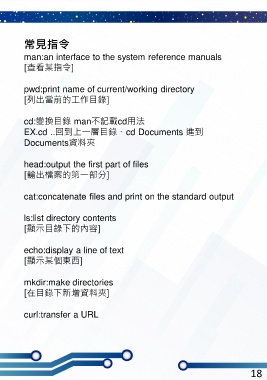 常見指令
man:an interface to the system reference manuals
[查看某指令]
pwd:print name of current/working directory
[列出當前的工作目錄]
cd:變換目錄 man不記載cd用法
EX.cd ..回到上一層目錄、cd Documents 進到
Documents資料夾
head:output the first part of files
[輸出檔案的第一部分]
cat:concatenate files and print on the standard output
ls:list directory contents
[顯示目錄下的內容]
echo:display a line of text
[顯示某個東西]
mkdir:make directories
[在目錄下新增資料夾]
curl:transfer a URL
18